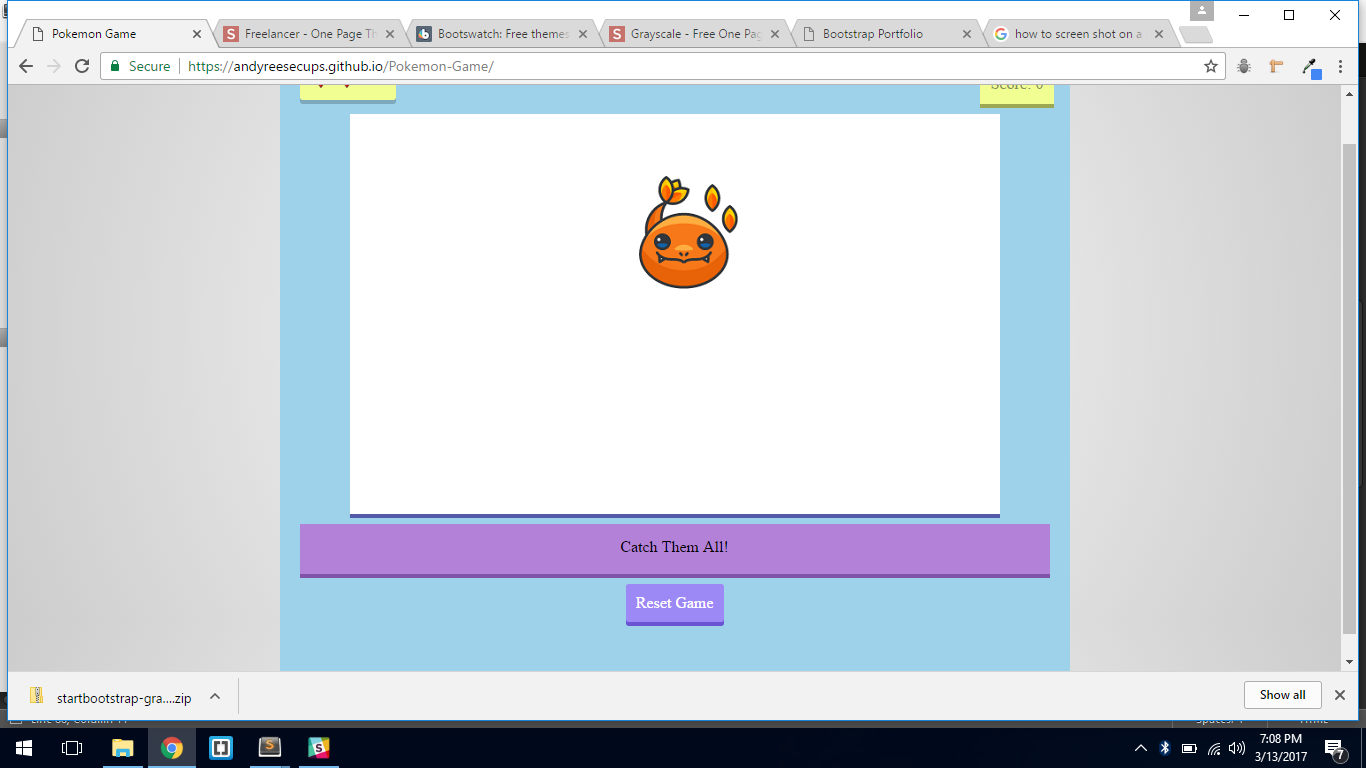 Pokemon Game
Freelancer - One Page Th
Bootswatch: Free themes
Grayscale - Free One Pag
Bootstrap Portfolio
how to screen shot on a
Secure
https://andyreesecups.github.io/Pokemon-Game/
Score: 0
Catch Them All!
Reset Game
startbootstrap-gra....zip
Show all
7:08 PM
3/13/2017
7